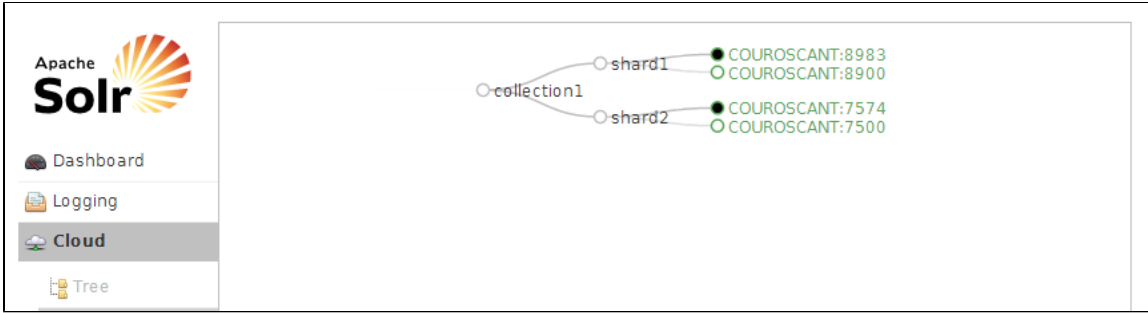 Apache
Solr
Dashboard
Logging
Cloud
Tree
collection1
shard1
COUROSCANT:8983
COUROSCANT:8900
shard2
COUROSCANT:7574
COUROSCANT:7500